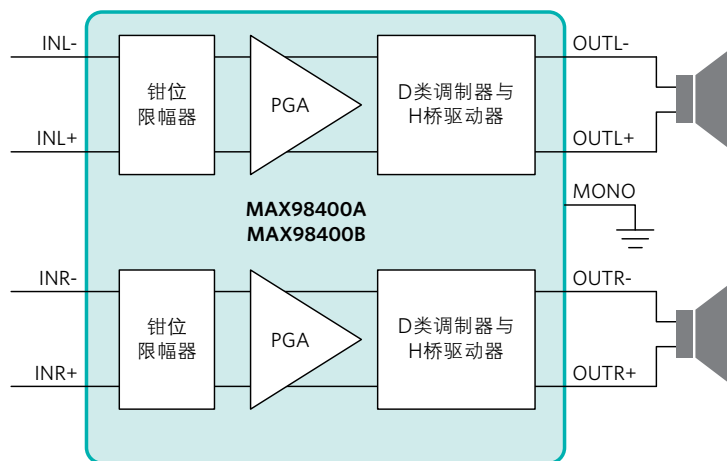 INL-
OUTL-
钳位
限幅器
PGA
D类调制器与
H桥驱动器
INL+
OUTL+
MONO
MAX98400A
MAX98400B
INR-
OUTR-
钳位
限幅器
PGA
D类调制器与
H桥驱动器
INR+
OUTR+